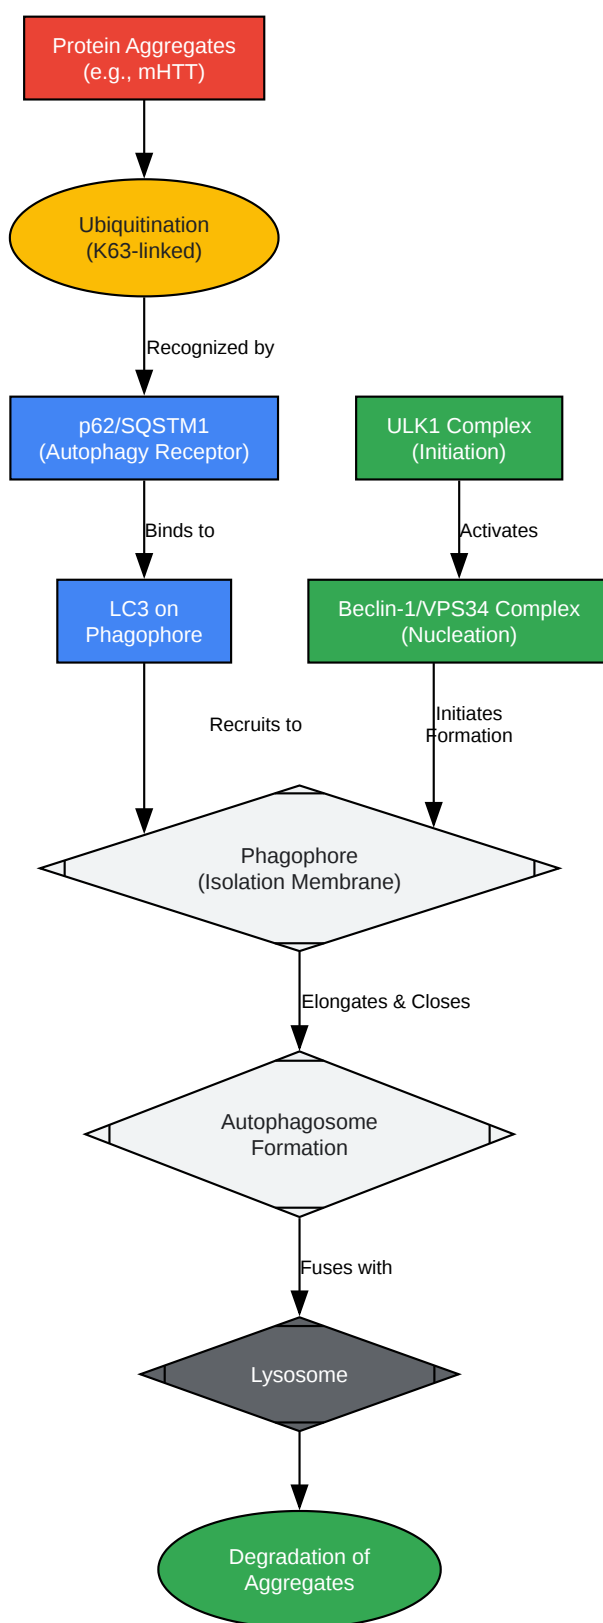 Protein Aggregates
(e.g., mHTT)
Ubiquitination
(K63-linked)
Recognized by
p62/SQSTM1
(Autophagy Receptor)
ULK1 Complex
(Initiation)
Binds to
Activates
LC3 on
Phagophore
Beclin-1/VPS34 Complex
(Nucleation)
Recruits to
Initiates
Formation
Phagophore
(Isolation Membrane)
Elongates & Closes
Autophagosome
Formation
Fuses with
Lysosome
Degradation of
Aggregates